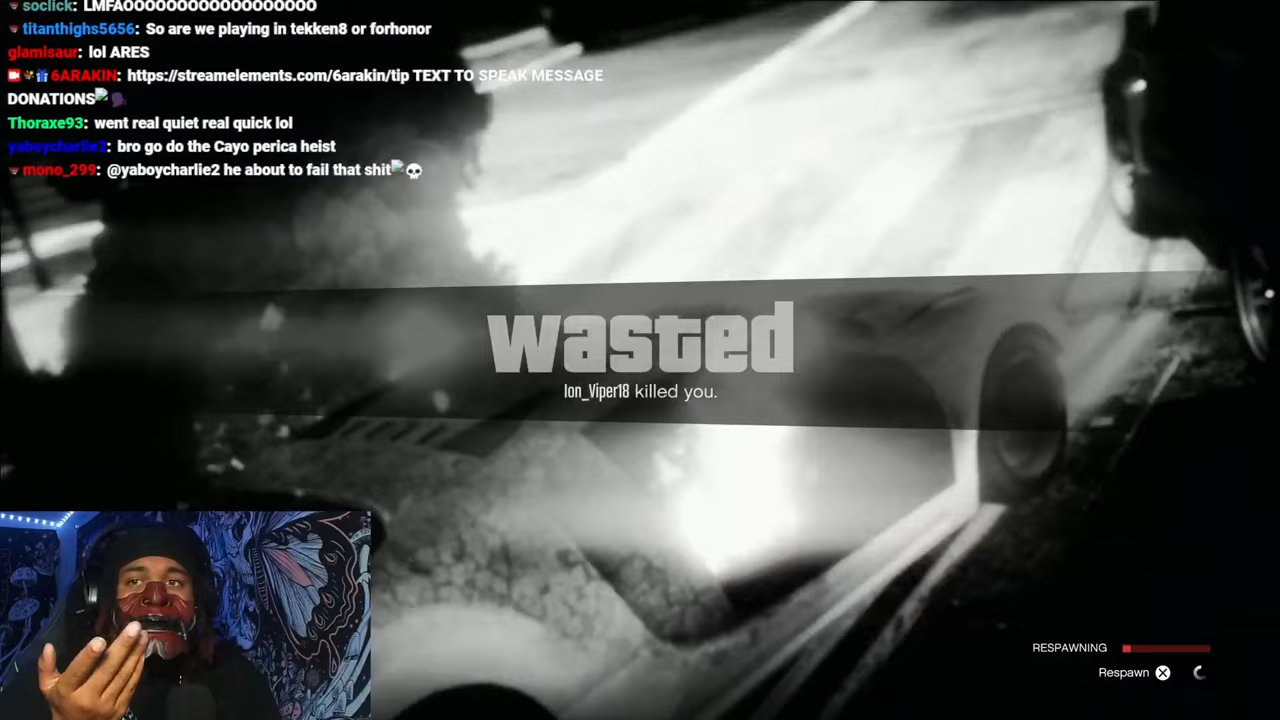 soclick: LMFAOOOOOOOOOOOOOOOOOO
titanthighs5656: So are we playing in tekken8 or forhonor
glamisaur: lol ARES
6ARAKIN: https://streamelements.com/6arakin/tip TEXT TO SPEAK MESSAGE
DONATIONS
Thoraxe93: went real quiet real quick lol
yaboycharlie2: bro go do the Cayo perica heist
mono_299: @yaboycharlie2 he about to fail that shit
wasted
Ion_Viper18 killed you.
RESPAWNING
Respawn